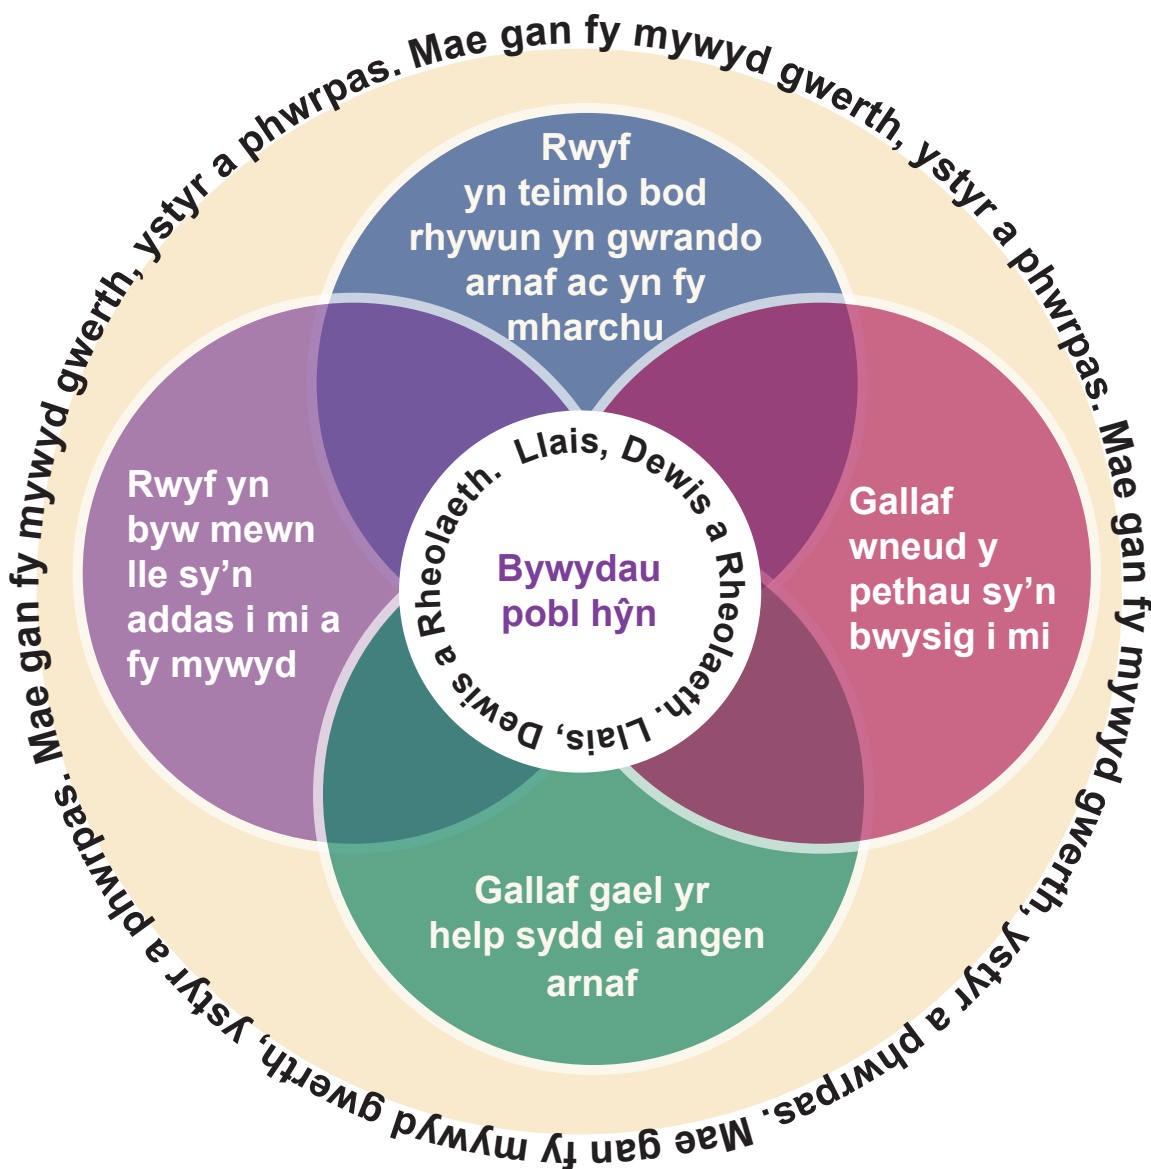 Mae gan fy mywyd gwerth, ystyr a phwrpas. Mae gan fy mywyd gwerth, ystyr a phwrpas. Mae gan fy mywyd gwerth, ystyr a phwrpas. Mae gan fy mywyd gwerth, ystyr a phwrpas.
Rwyf
yn teimlo bod
rhywun yn gwrando
arnaf ac yn fy
mharchu
Rwyf yn
byw mewn
lle sy’n
addas i mi a
fy mywyd
Llais, Dewis a Rheolaeth. Llais, Dewis a Rheolaeth.
Bywydau
pobl hŷn
Gallaf
wneud y
pethau sy’n
bwysig i mi
Gallaf gael yr
help sydd ei angen
arnaf